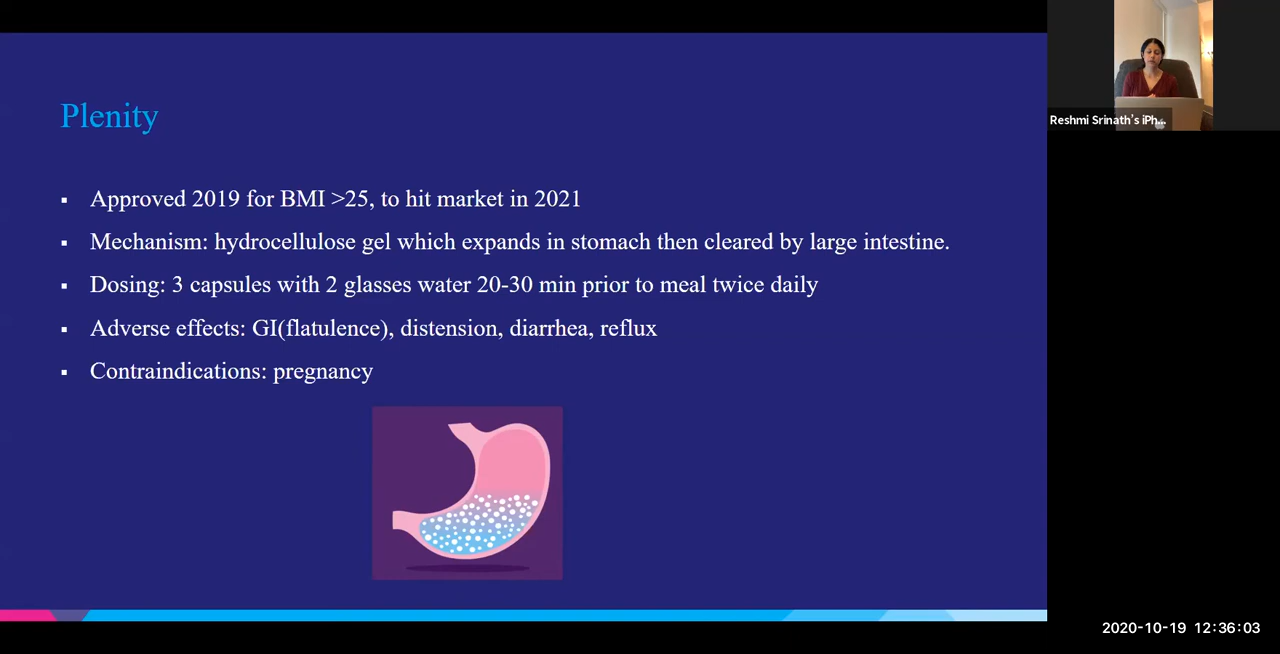 Plenity
▪ Approved 2019 for BMI >25, to hit market in 2021
▪ Mechanism: hydrocellulose gel which expands in stomach then cleared by large intestine.
▪ Dosing: 3 capsules with 2 glasses water 20-30 min prior to meal twice daily
▪ Adverse effects: GI(flatulence), distension, diarrhea, reflux
▪ Contraindications: pregnancy
Reshmi Srinath's iPh...
2020-10-19 12:36:03